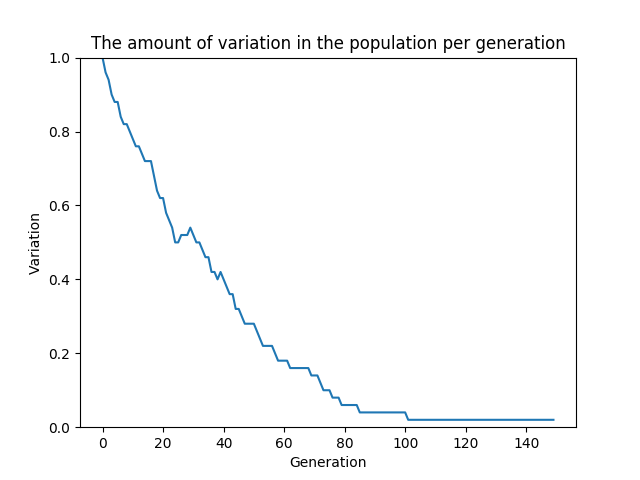 The amount of variation in the population per generation
1.0
0.8
0.6
0.4
0.2
0.0
Variation
0 20 40 60 80 100 120 140
Generation